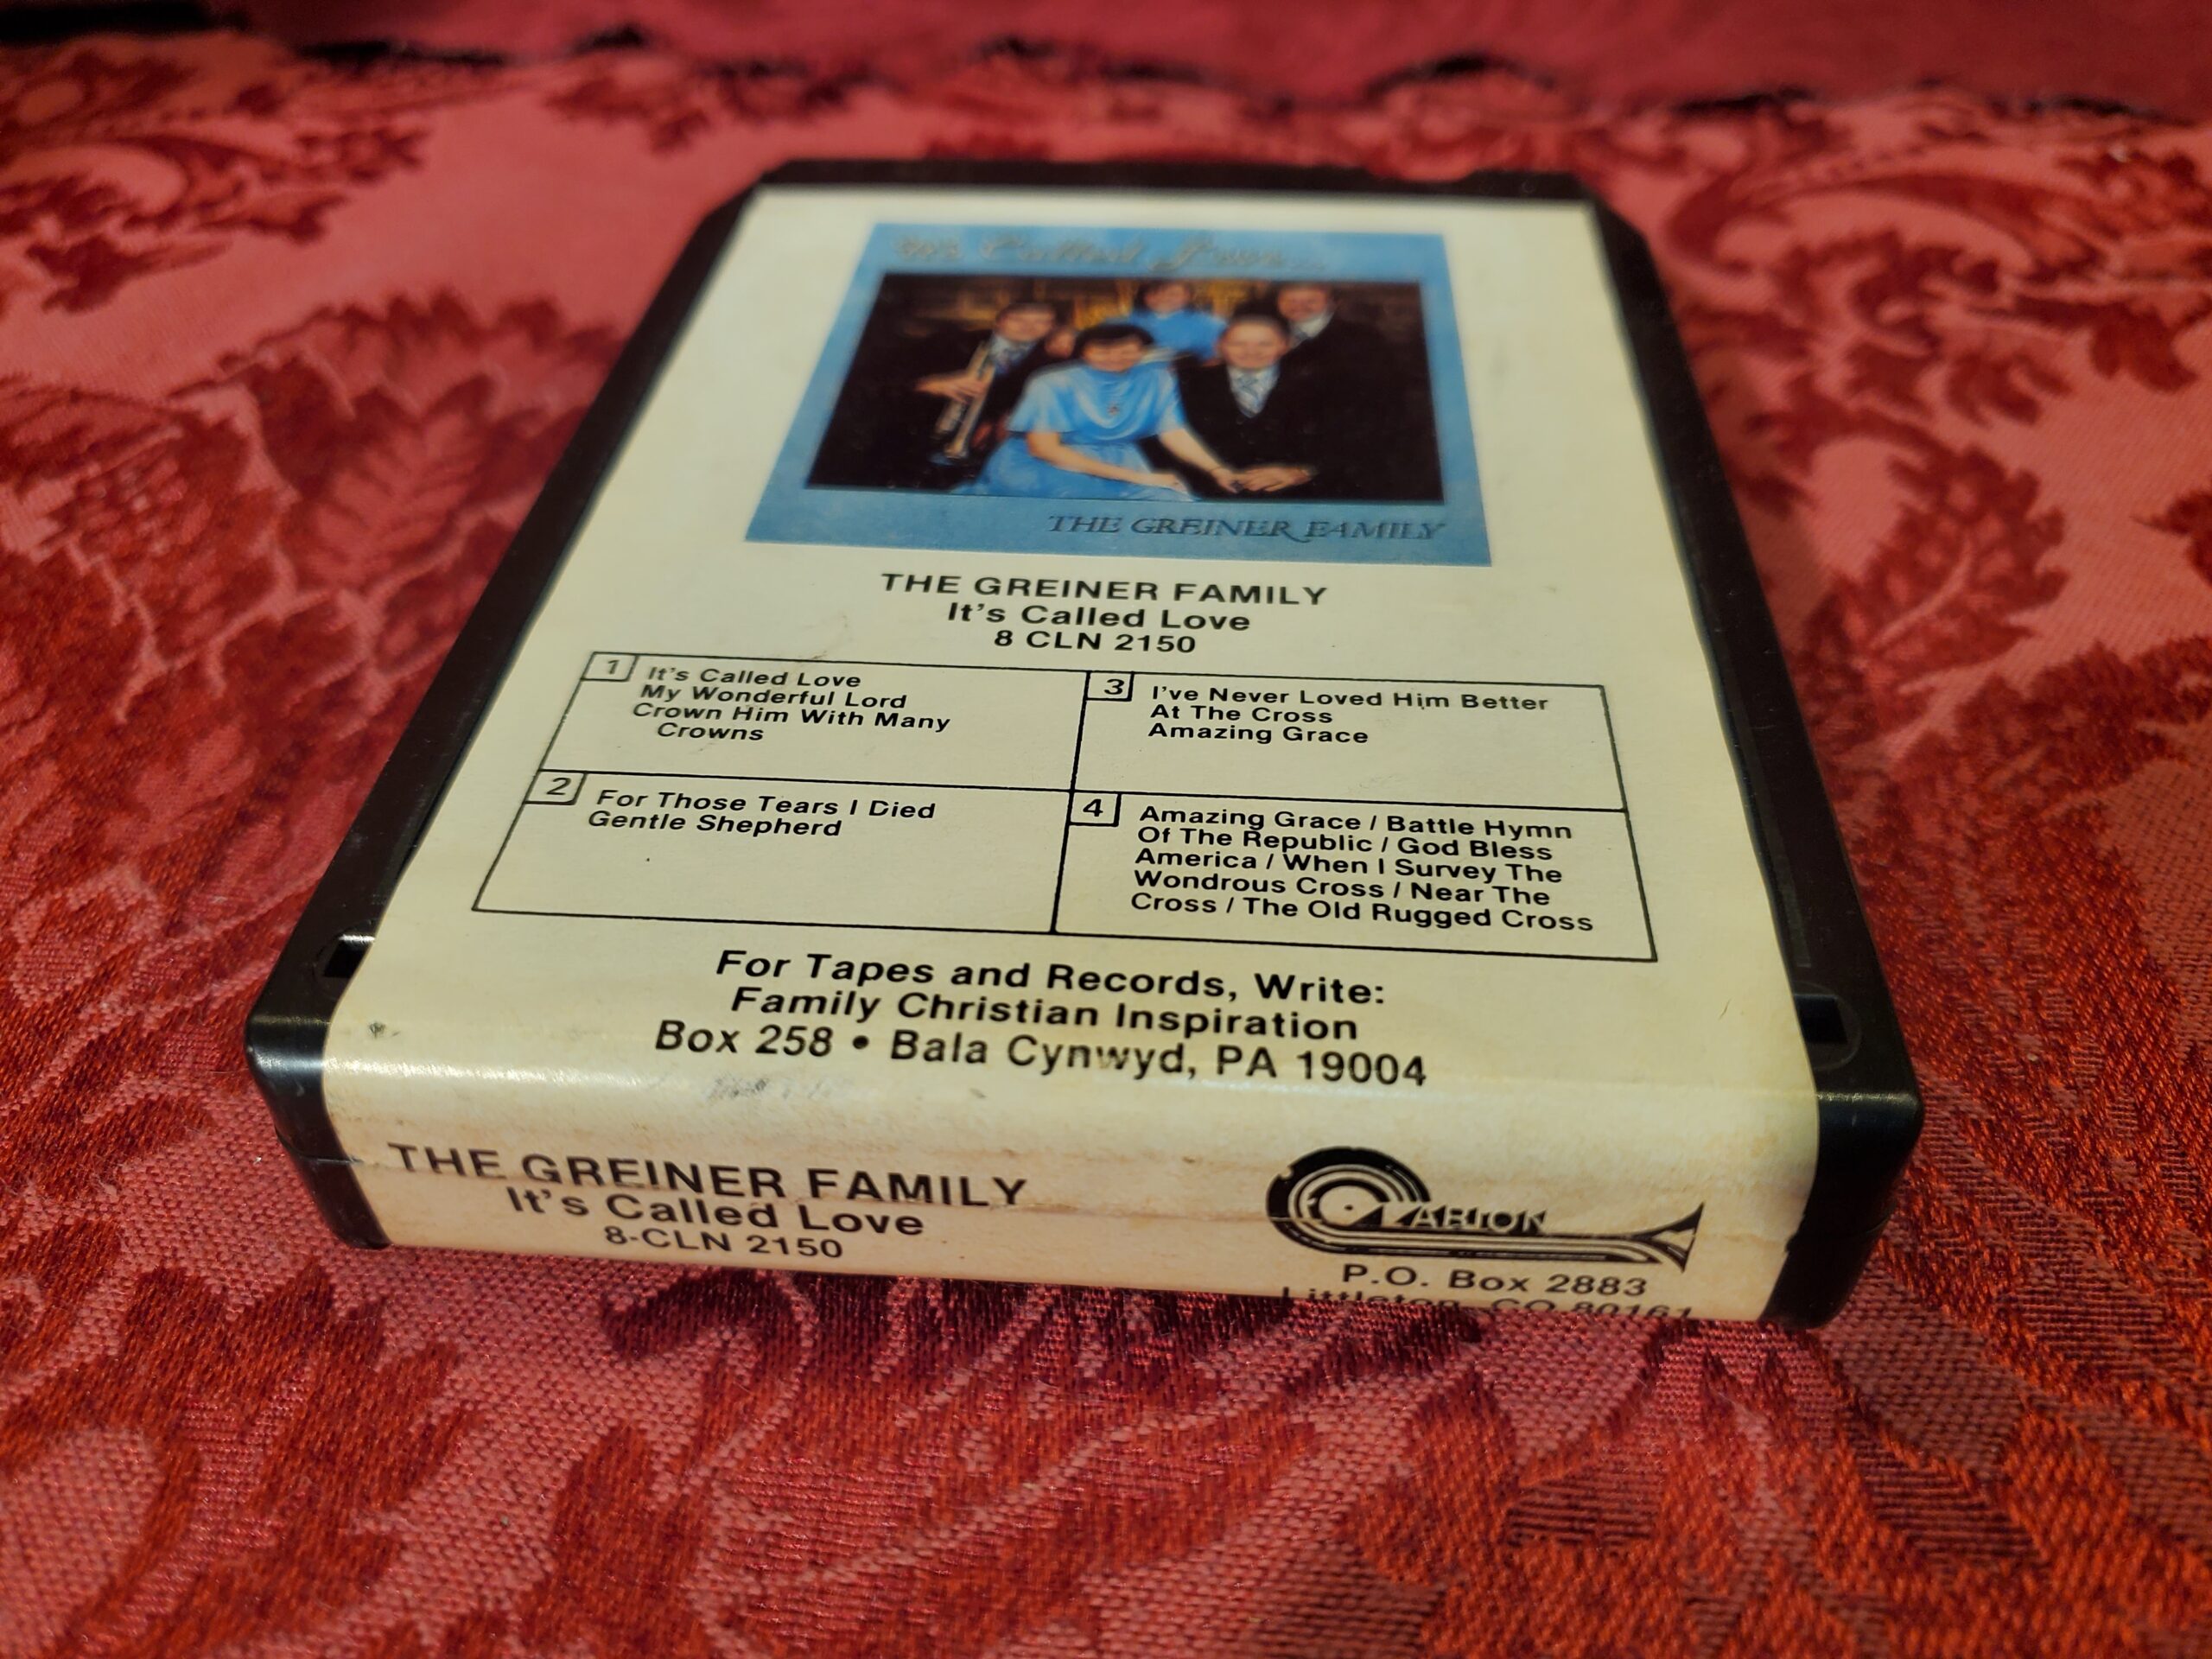 It's Called Love...
THE GREINER FAMILY
THE GREINER FAMILY
It's Called Love
8 CLN 2150
1
It's Called Love
My Wonderful Lord
Crown Him With Many
Crowns
2
For Those Tears I Died
Gentle Shepherd
3
I've Never Loved Him Better
At The Cross
Amazing Grace
4
Amazing Grace / Battle Hymn
Of The Republic / God Bless
America / When I Survey The
Wondrous Cross / Near The
Cross / The Old Rugged Cross
For Tapes and Records, Write:
Family Christian Inspiration
Box 258 • Bala Cynwyd, PA 19004
THE GREINER FAMILY
It's Called Love
8-CLN 2150
CLARION
P.O. Box 2883
Littleton, CO 80161